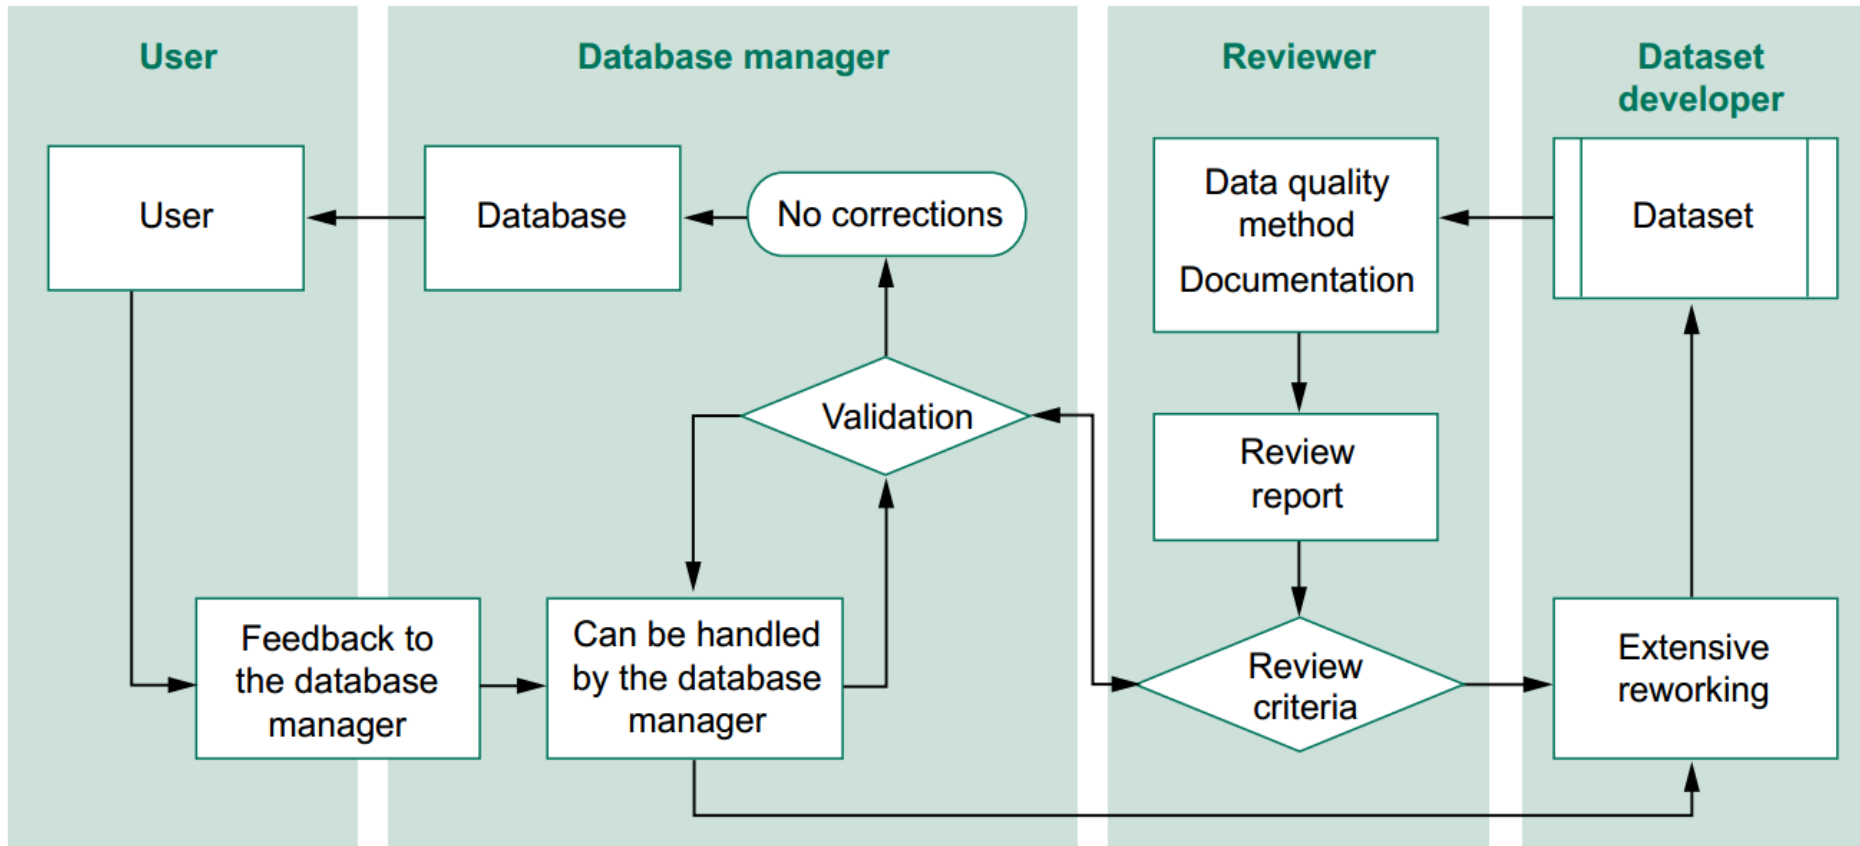 User
Database manager
Reviewer
Dataset
developer
User
Database
No corrections
Data quality
method
Documentation
Dataset
Validation
Review
report
Feedback to
the database
manager
Can be handled
by the database
manager
Review
criteria
Extensive
reworking